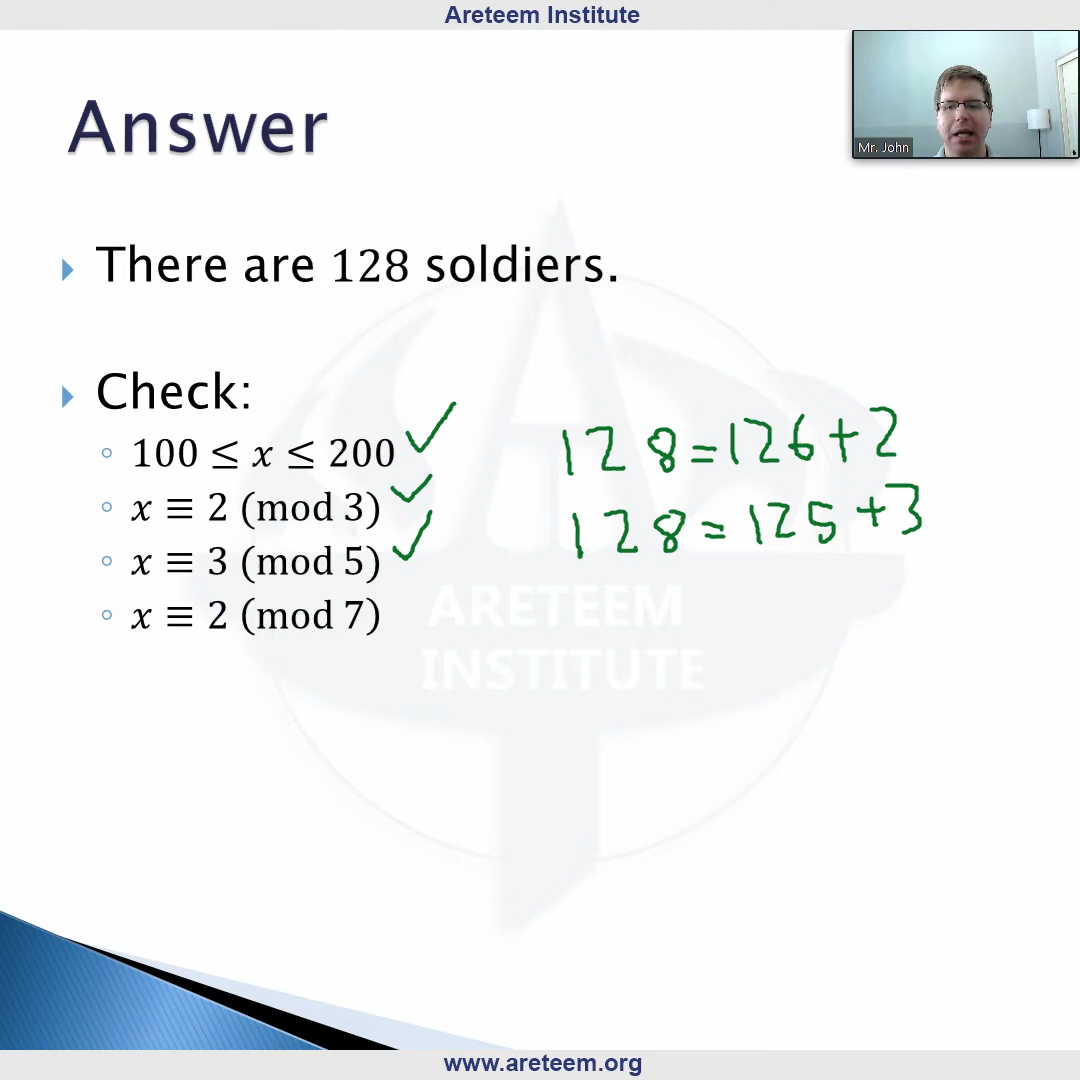 Areteem Institute
Mr. John
Answer
There are 128 soldiers.
Check:
100 ≤ x ≤ 200 ✓
128 = 126 + 2
x ≡ 2 (mod 3) ✓
128 = 125 + 3
x ≡ 3 (mod 5) ✓
x ≡ 2 (mod 7)
ARETEEM
INSTITUTE
www.areteem.org